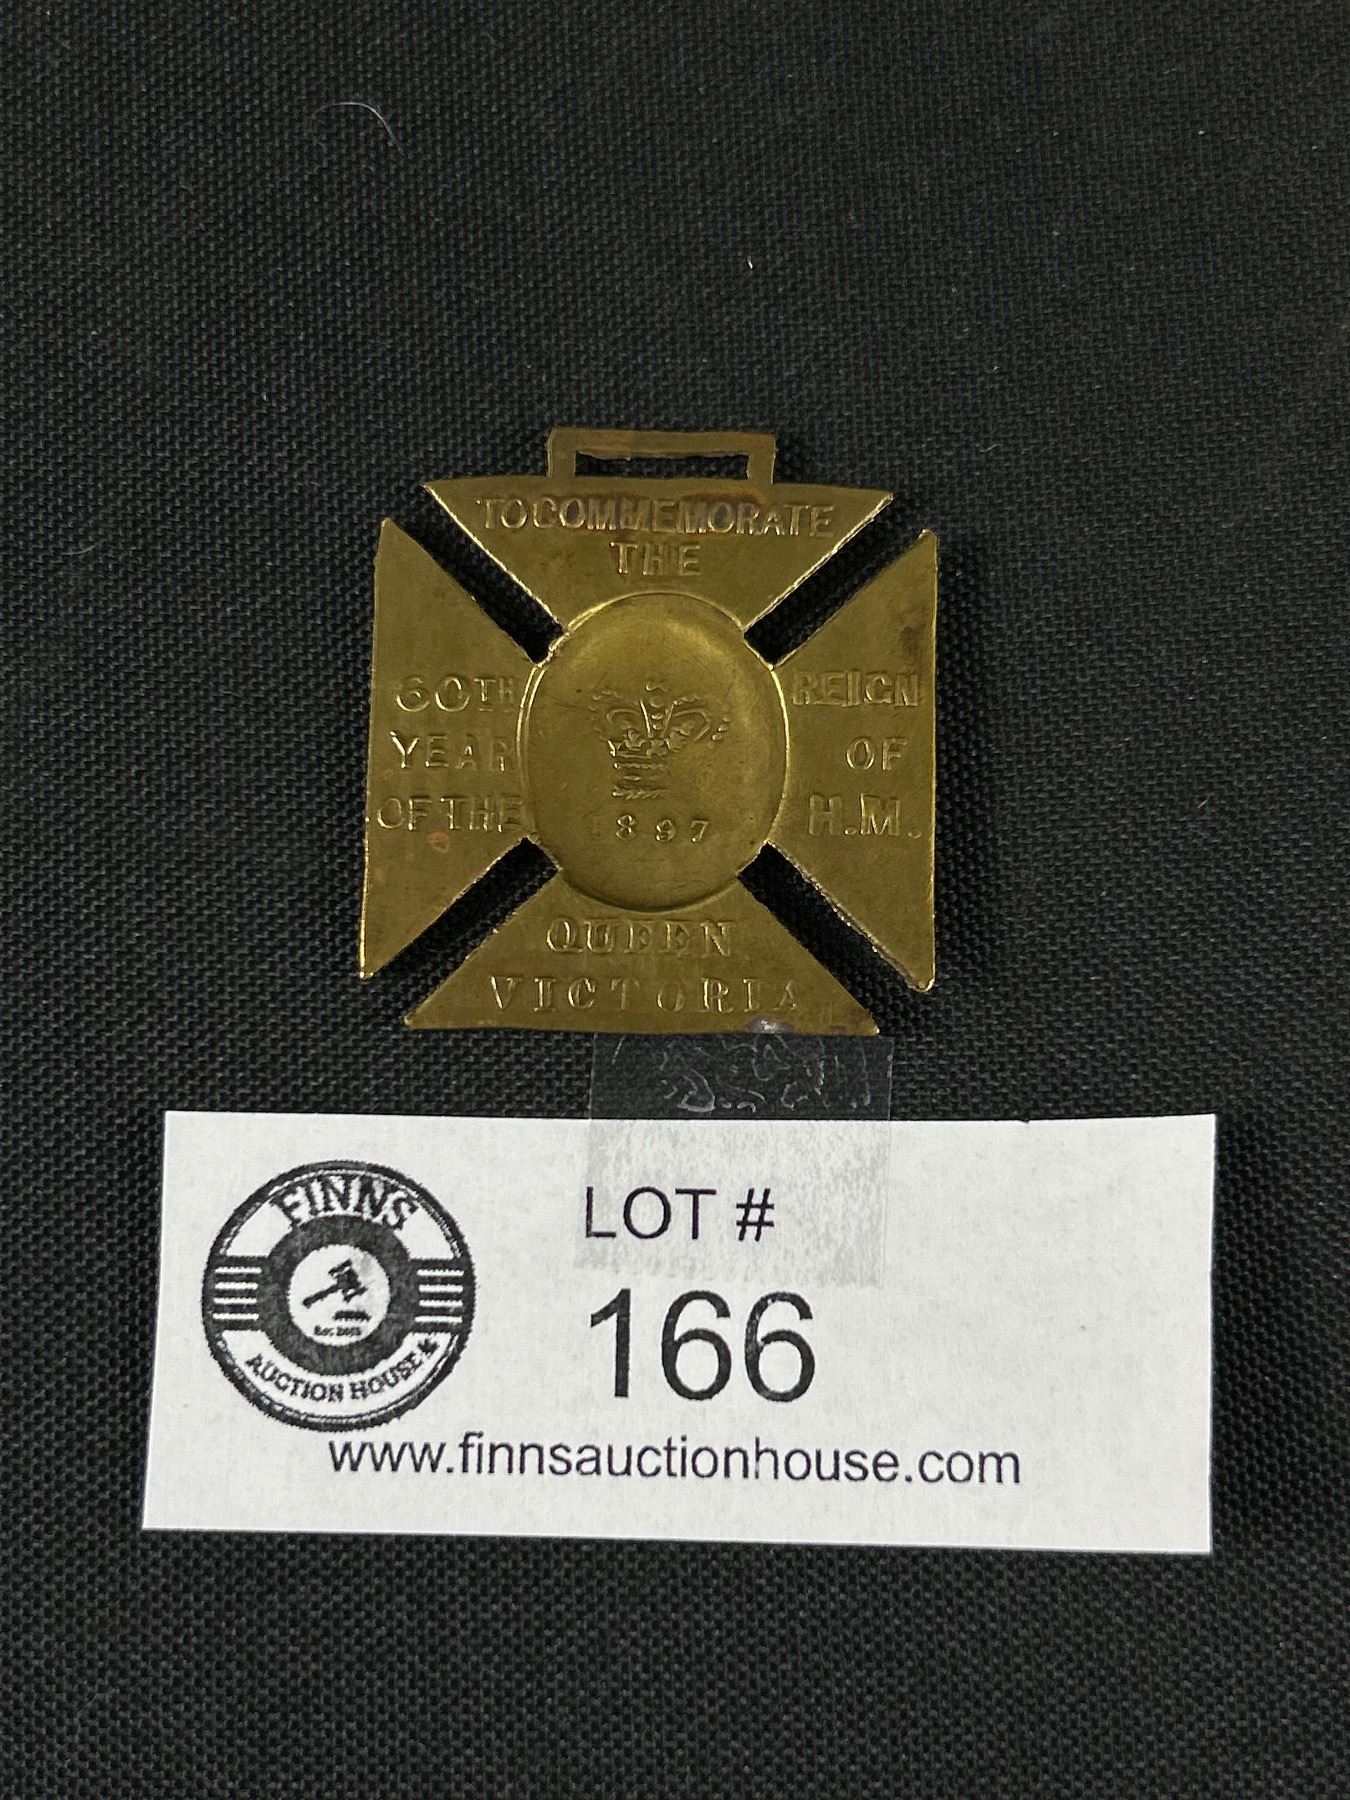 TO COMMEMORATE
THE
60TH
YEAR
OF THE
REIGN
OF
H.M.
1897
QUEEN
VICTORIA
FINNS
AUCTION HOUSE
LOT #
166
www.finnsauctionhouse.com